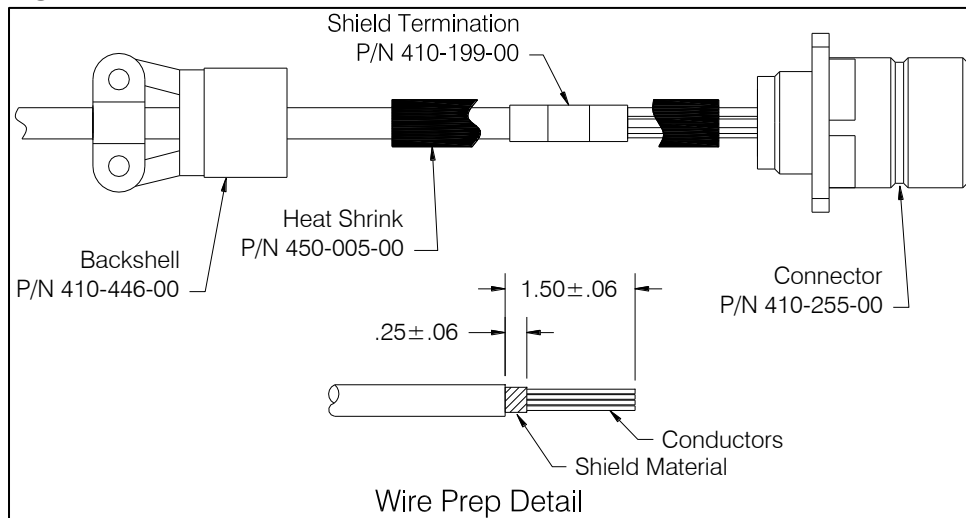 Shield Termination
P/N 410-199-00
Heat Shrink
P/N 450-005-00
Backshell
P/N 410-446-00
Connector
P/N 410-255-00
1.50±.06
.25±.06
Conductors
Shield Material
Wire Prep Detail